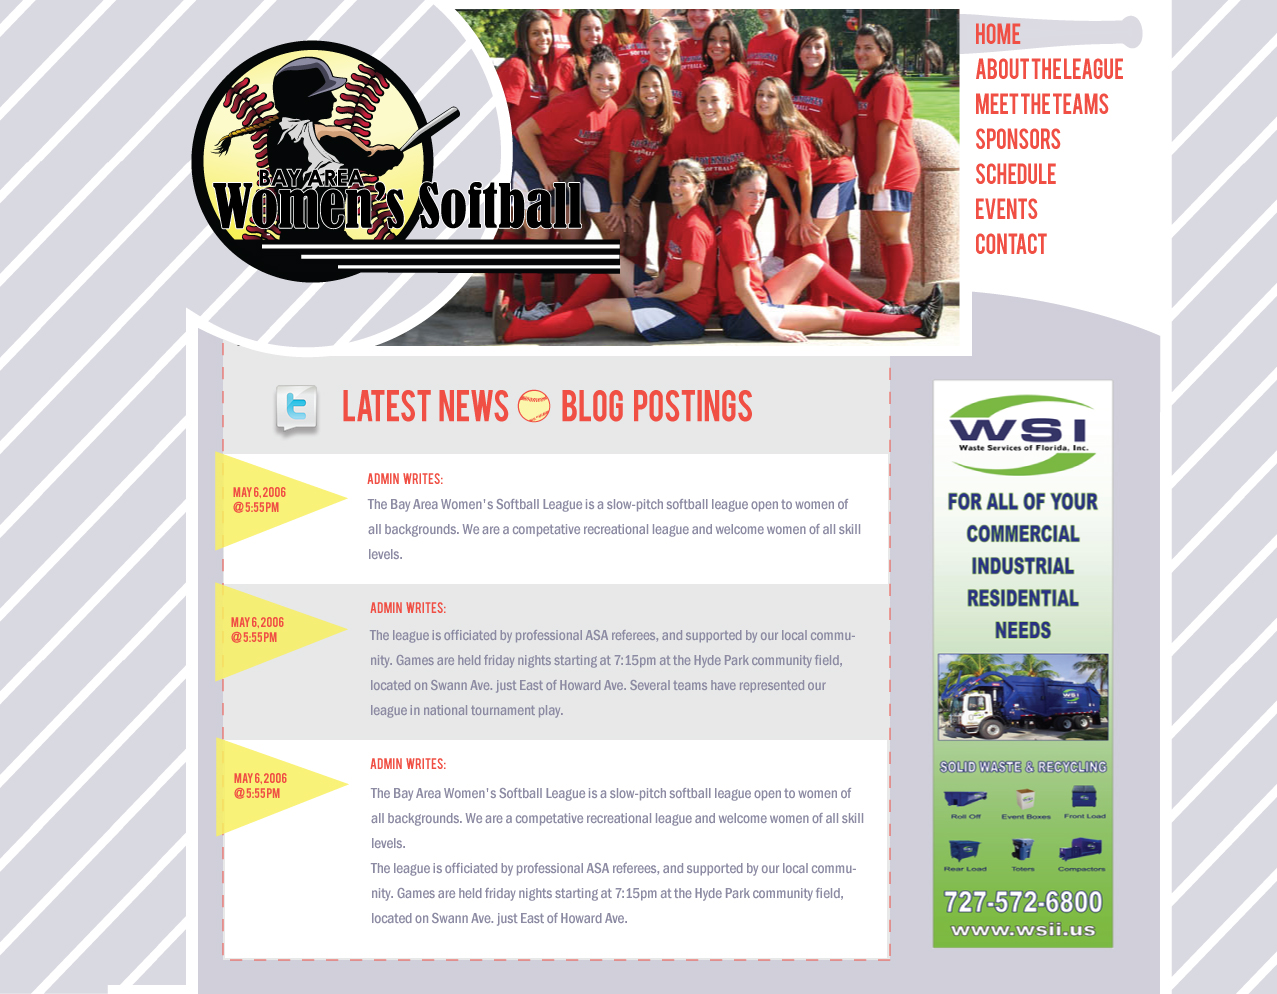 BAY AREA
Women's Softball
HOME
ABOUT THE LEAGUE
MEET THE TEAMS
SPONSORS
SCHEDULE
EVENTS
CONTACT
LATEST NEWS BLOG POSTINGS
MAY 6, 2006
@ 5:55PM
ADMIN WRITES:
The Bay Area Women's Softball League is a slow-pitch softball league open to women of
all backgrounds. We are a competative recreational league and welcome women of all skill
levels.
MAY 6, 2006
@ 5:55PM
ADMIN WRITES:
The league is officiated by professional ASA referees, and supported by our local commu-
nity. Games are held friday nights starting at 7:15pm at the Hyde Park community field,
located on Swann Ave. just East of Howard Ave. Several teams have represented our
league in national tournament play.
MAY 6, 2006
@ 5:55PM
ADMIN WRITES:
The Bay Area Women's Softball League is a slow-pitch softball league open to women of
all backgrounds. We are a competative recreational league and welcome women of all skill
levels.
The league is officiated by professional ASA referees, and supported by our local commu-
nity. Games are held friday nights starting at 7:15pm at the Hyde Park community field,
located on Swann Ave. just East of Howard Ave.
WSI
Waste Services of Florida, Inc.
FOR ALL OF YOUR
COMMERCIAL
INDUSTRIAL
RESIDENTIAL
NEEDS
WSI
SOLID WASTE & RECYCLING
Roll Off Event Boxes Front Load
Rear Load Toters Compactors
727-572-6800
www.wsii.us